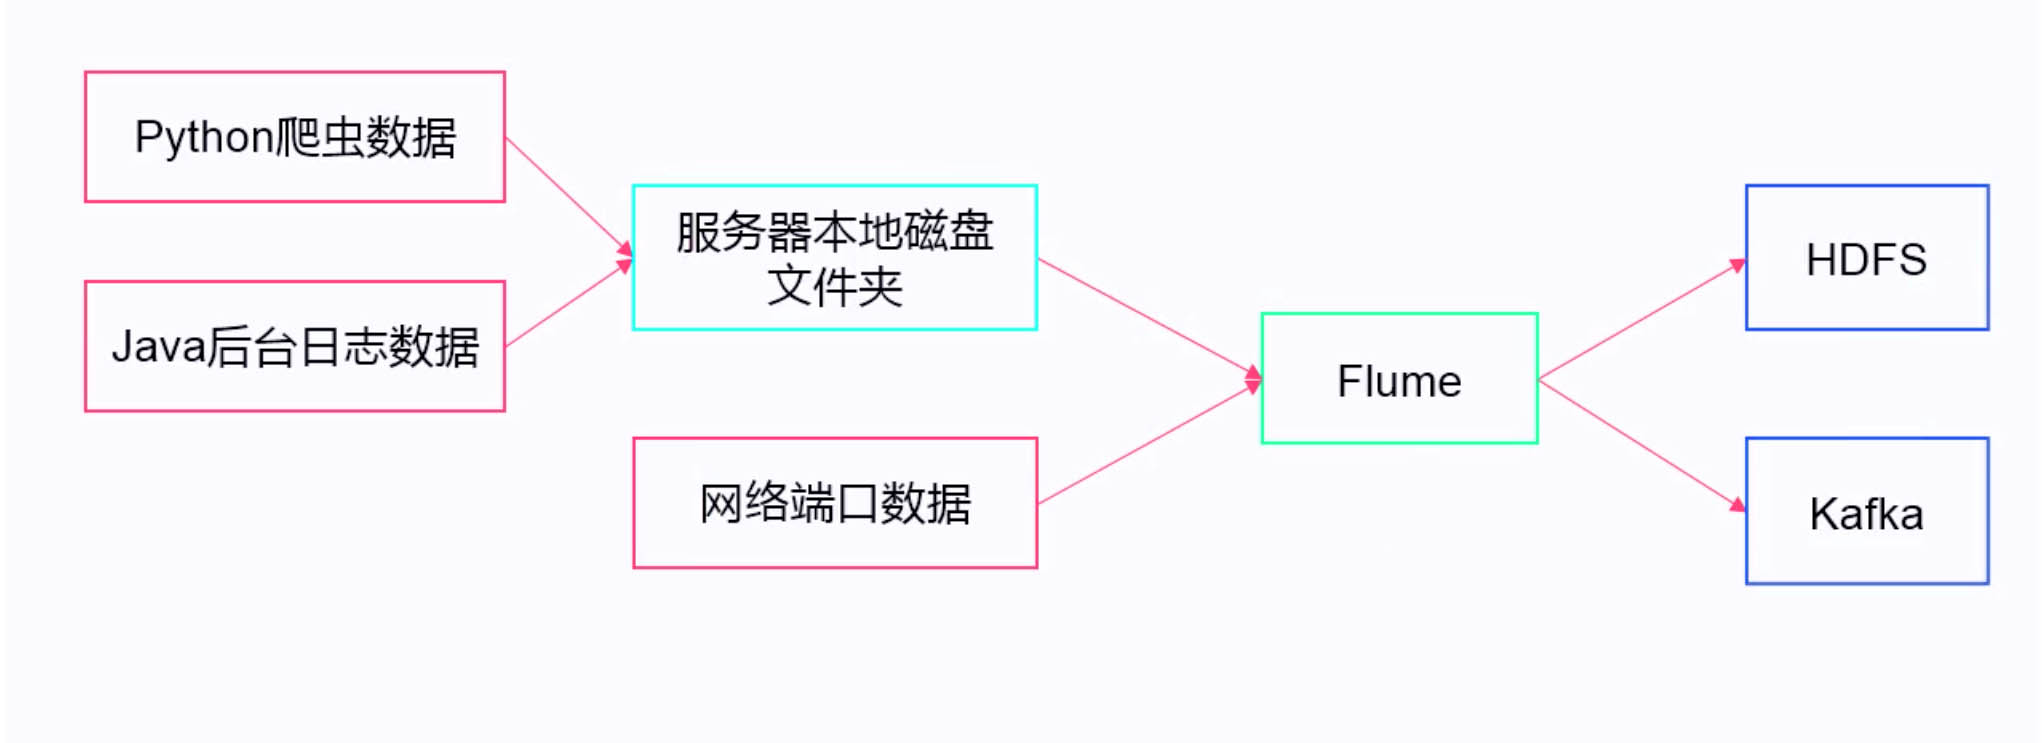 Python爬虫数据
Java后台日志数据
服务器本地磁盘
文件夹
网络端口数据
Flume
HDFS
Kafka